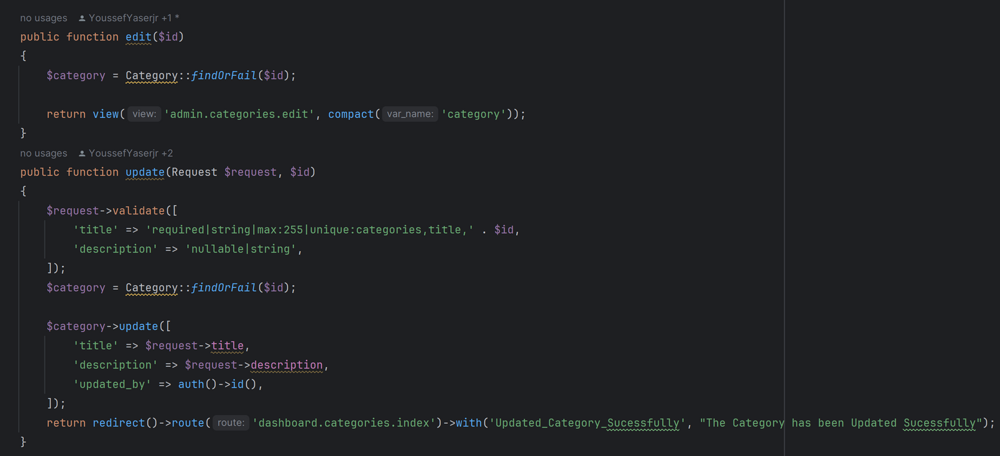 no usages YoussefYaserjr +1 *
public function edit($id)
{
    $category = Category::findOrFail($id);
    return view( view: 'admin.categories.edit', compact( var_name: 'category'));
}
no usages YoussefYaserjr +2
public function update(Request $request, $id)
{
    $request->validate([
        'title' => 'required|string|max:255|unique:categories,title,' . $id,
        'description' => 'nullable|string',
    ]);
    $category = Category::findOrFail($id);
    $category->update([
        'title' => $request->title,
        'description' => $request->description,
        'updated_by' => auth()->id(),
    ]);
    return redirect()->route( route: 'dashboard.categories.index')->with('Updated_Category_Sucessfully', "The Category has been Updated Sucessfully");
}